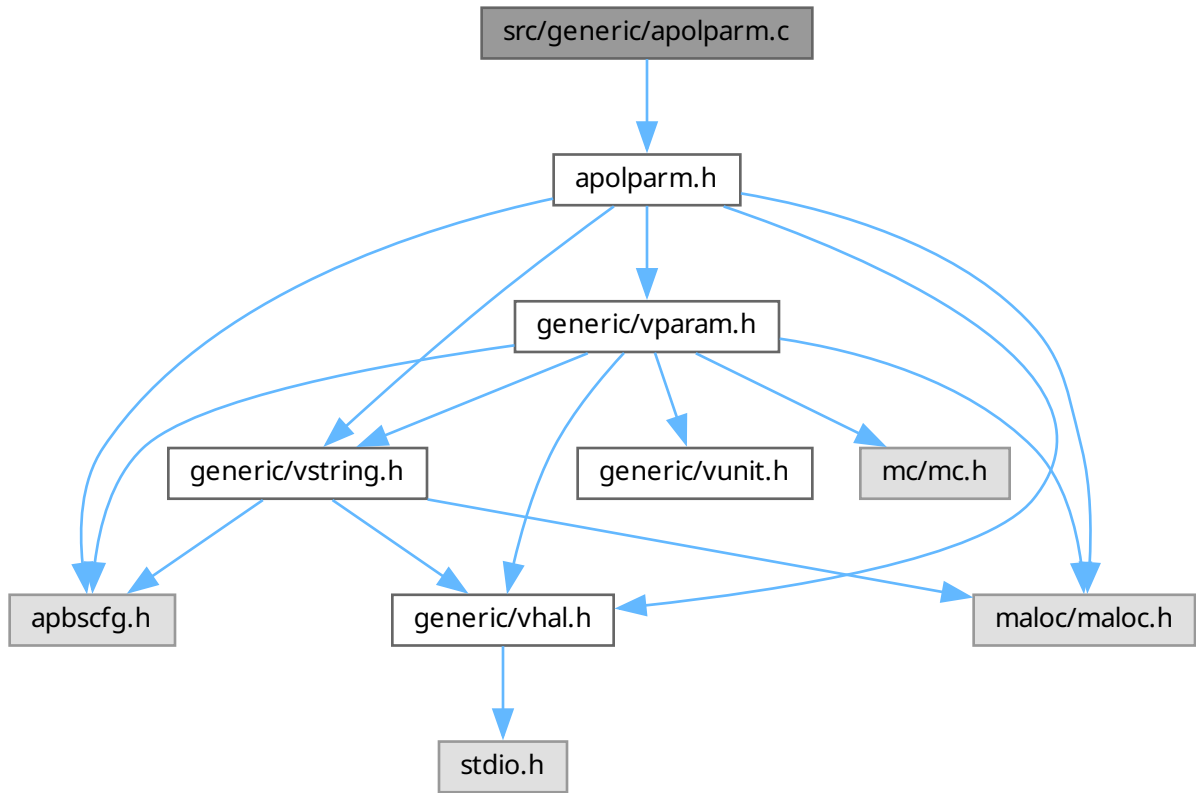 src/generic/apolparm.c
apolparm.h
generic/vparam.h
generic/vstring.h
generic/vunit.h
mc/mc.h
apbscfg.h
generic/vhal.h
maloc/maloc.h
stdio.h